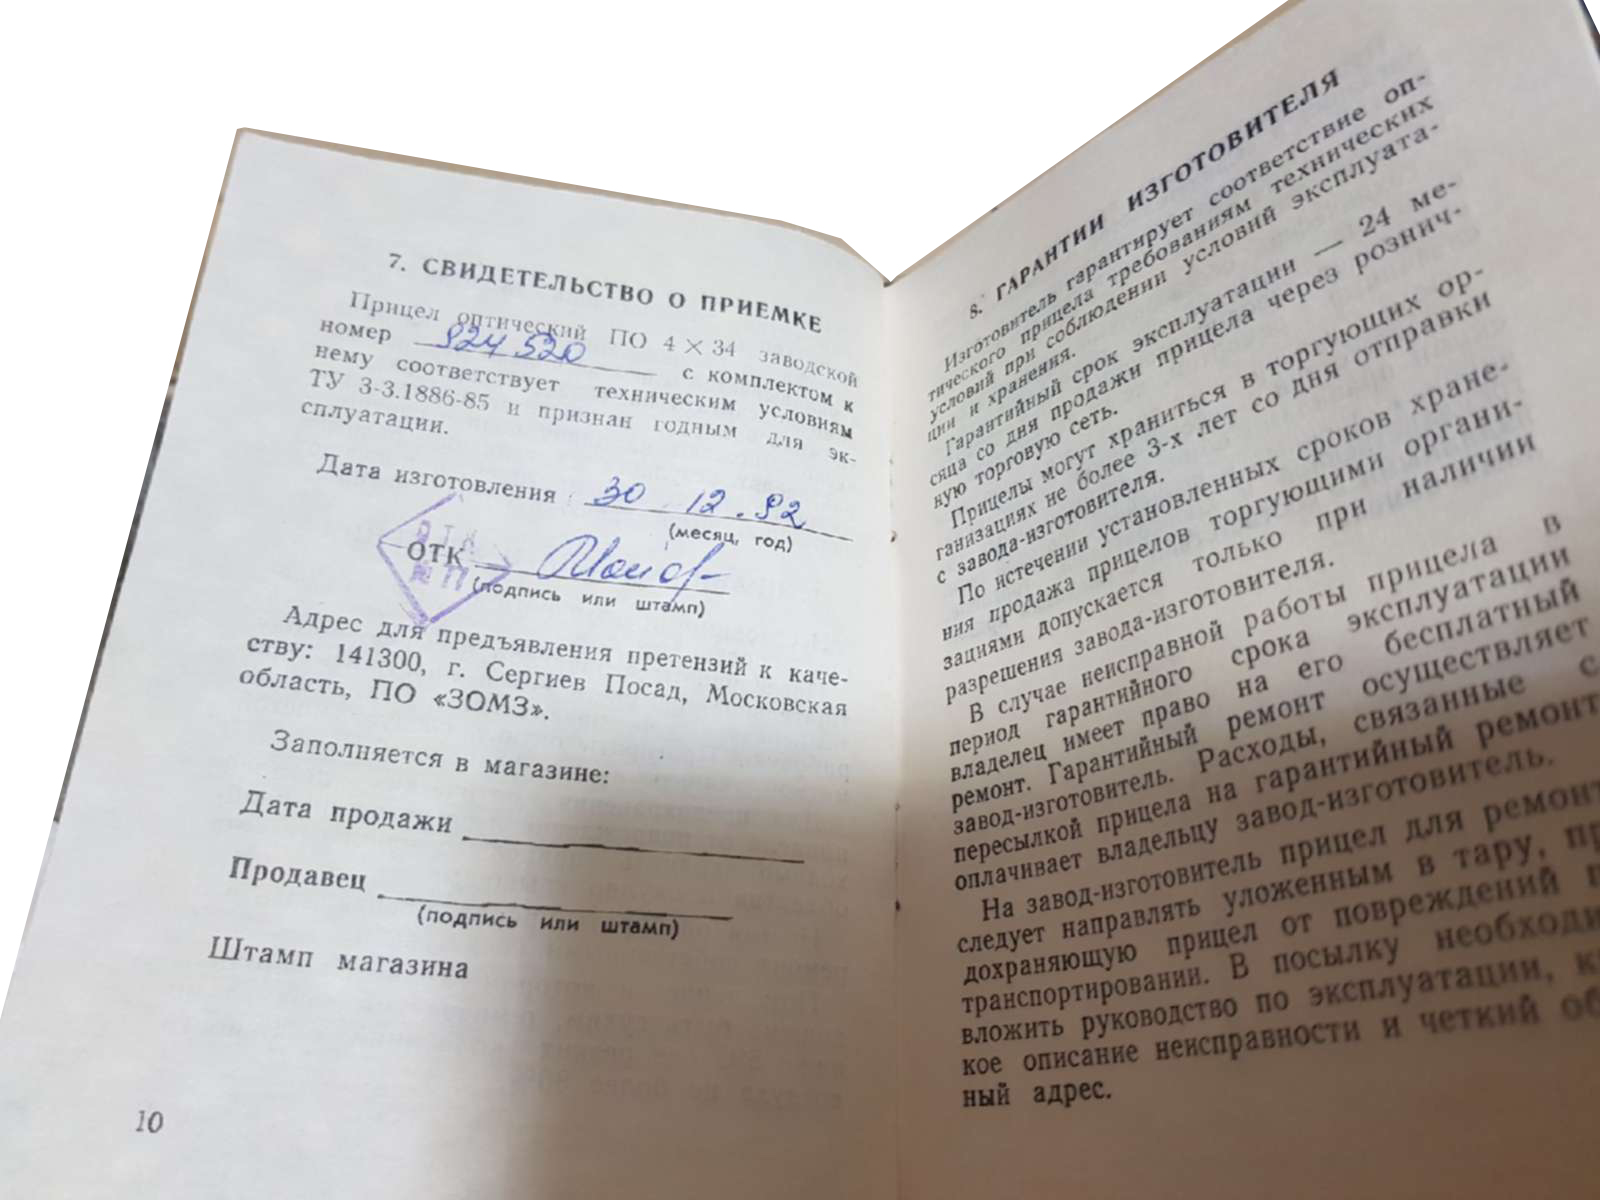 7. СВИДЕТЕЛЬСТВО О ПРИЕМКЕ
Прицел оптический ПО 4 × 34 заводской
номер 924520 с комплектом к
нему соответствует техническим условиям
ТУ 3-3.1886-85 и признан годным для эк-
сплуатации.
Дата изготовления 30.12.92
(месяц, год)
ОТК
ОТК
(подпись или штамп)
Адрес для предъявления претензий к каче-
ству: 141300, г. Сергиев Посад, Московская
область, ПО «ЗОМЗ».
Заполняется в магазине:
Дата продажи
Продавец
(подпись или штамп)
Штамп магазина
10
8. ГАРАНТИИ ИЗГОТОВИТЕЛЯ
Изготовитель гарантирует соответствие оп-
тического прицела требованиям технических
условий при соблюдении условий эксплуата-
ции и хранения.
Гарантийный срок эксплуатации — 24 ме-
сяца со дня продажи прицела через рознич-
ную торговую сеть.
Прицелы могут храниться в торгующих ор-
ганизациях не более 3-х лет со дня отправки
с завода-изготовителя.
По истечении установленных сроков хране-
ния продажа прицелов торгующими органи-
зациями допускается только при наличии
разрешения завода-изготовителя.
В случае неисправной работы прицела в
период гарантийного срока эксплуатации
владелец имеет право на его бесплатный
ремонт. Гарантийный ремонт осуществляет
завод-изготовитель. Расходы, связанные с
пересылкой прицела на гарантийный ремонт
оплачивает владельцу завод-изготовитель.
На завод-изготовитель прицел для ремонт
следует направлять уложенным в тару, пр
дохраняющую прицел от повреждений п
транспортировании. В посылку необходи
вложить руководство по эксплуатации, к
кое описание неисправности и четкий об
ный адрес.